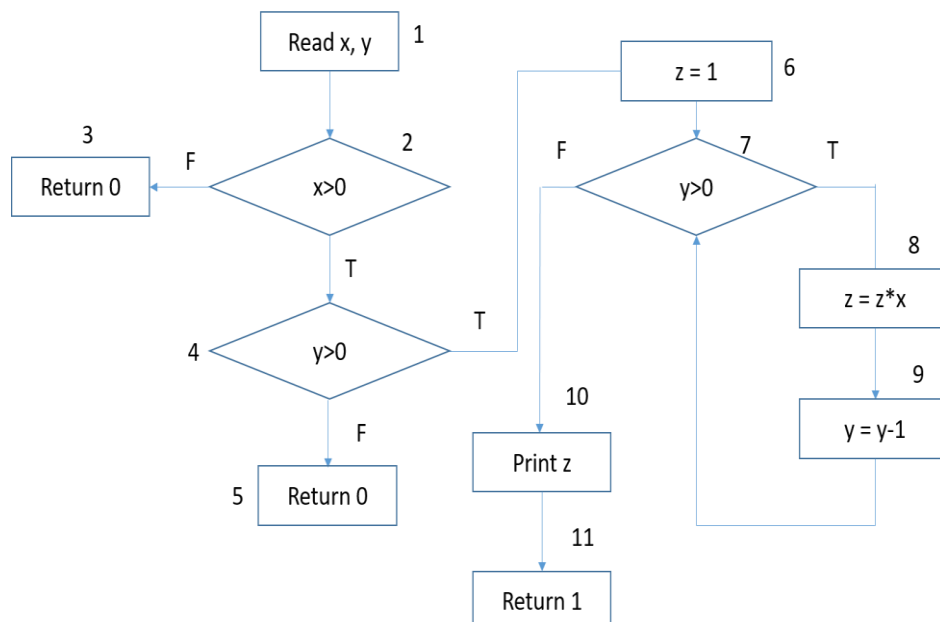 Read x, y
1
z = 1
6
3
2
7
F
F
T
Return 0
x>0
y>0
8
T
z = z*x
T
4
y>0
9
10
F
y = y-1
Print z
5
Return 0
11
Return 1